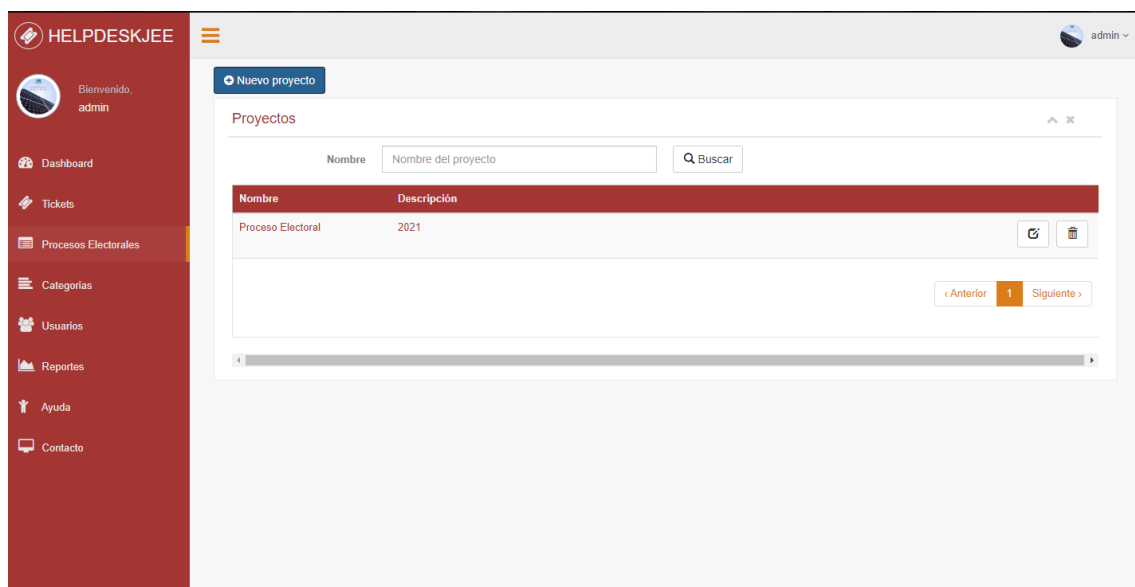 HELPDESKJEE
admin
Bienvenido,
admin
Dashboard
Tickets
Procesos Electorales
Categorias
Usuarios
Reportes
Ayuda
Contacto
Nuevo proyecto
Proyectos
Nombre Nombre del proyecto Buscar
Nombre Descripción
Proceso Electoral 2021
‹ Anterior 1 Siguiente ›